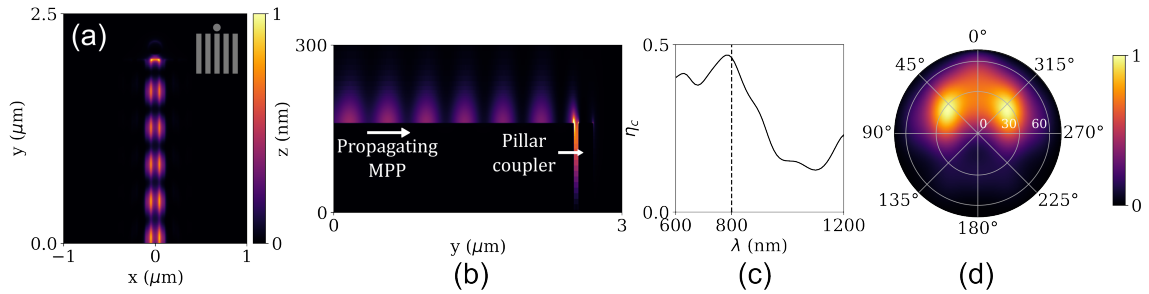 (a)
2.5
y (μm)
0.0
−1
0
1
x (μm)
1
0
z (nm)
300
0
Propagating
MPP
Pillar
coupler
0
3
y (μm)
(b)
0.5
η_c
0.0
600
800
1200
λ (nm)
(c)
0°
45°
315°
90°
0
30
60
270°
135°
225°
180°
1
0
(d)